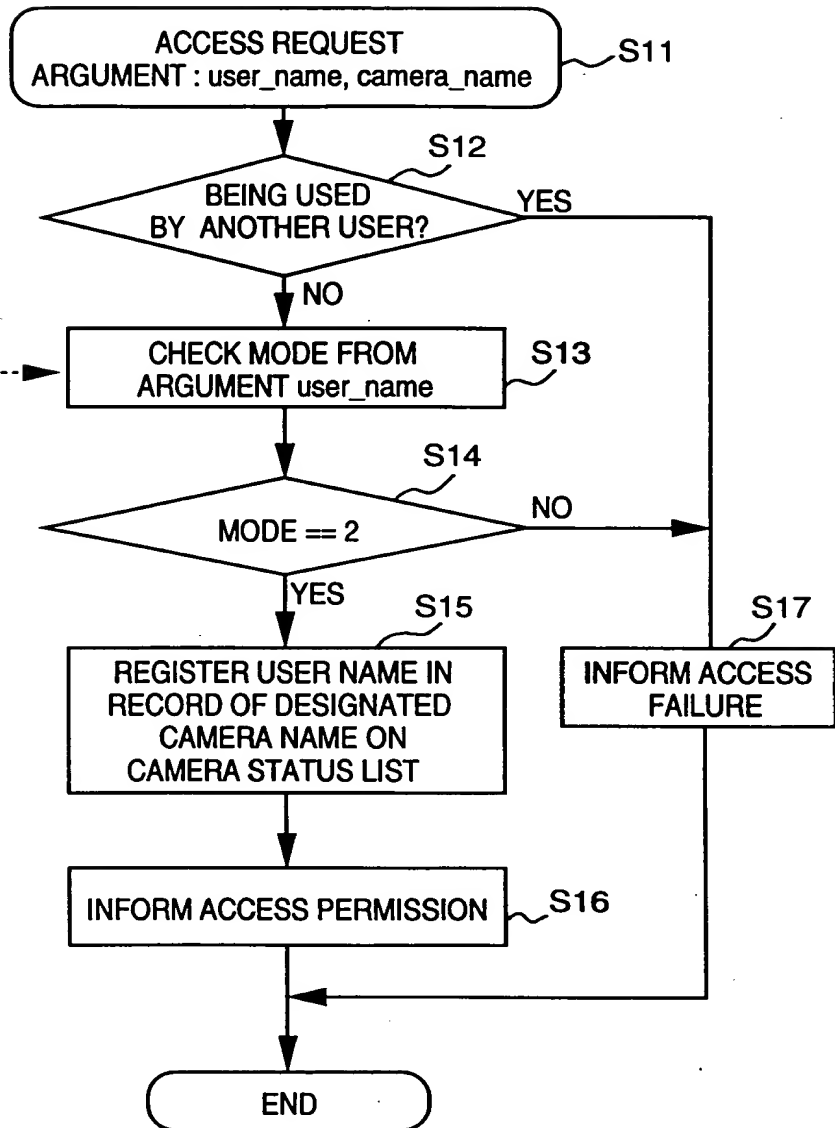 ACCESS REQUEST
ARGUMENT : user_name, camera_name
S11
S12
BEING USED
BY ANOTHER USER?
YES
NO
CHECK MODE FROM
ARGUMENT user_name
S13
S14
MODE == 2
NO
YES
S15
REGISTER USER NAME IN
RECORD OF DESIGNATED
CAMERA NAME ON
CAMERA STATUS LIST
S17
INFORM ACCESS
FAILURE
INFORM ACCESS PERMISSION
S16
END